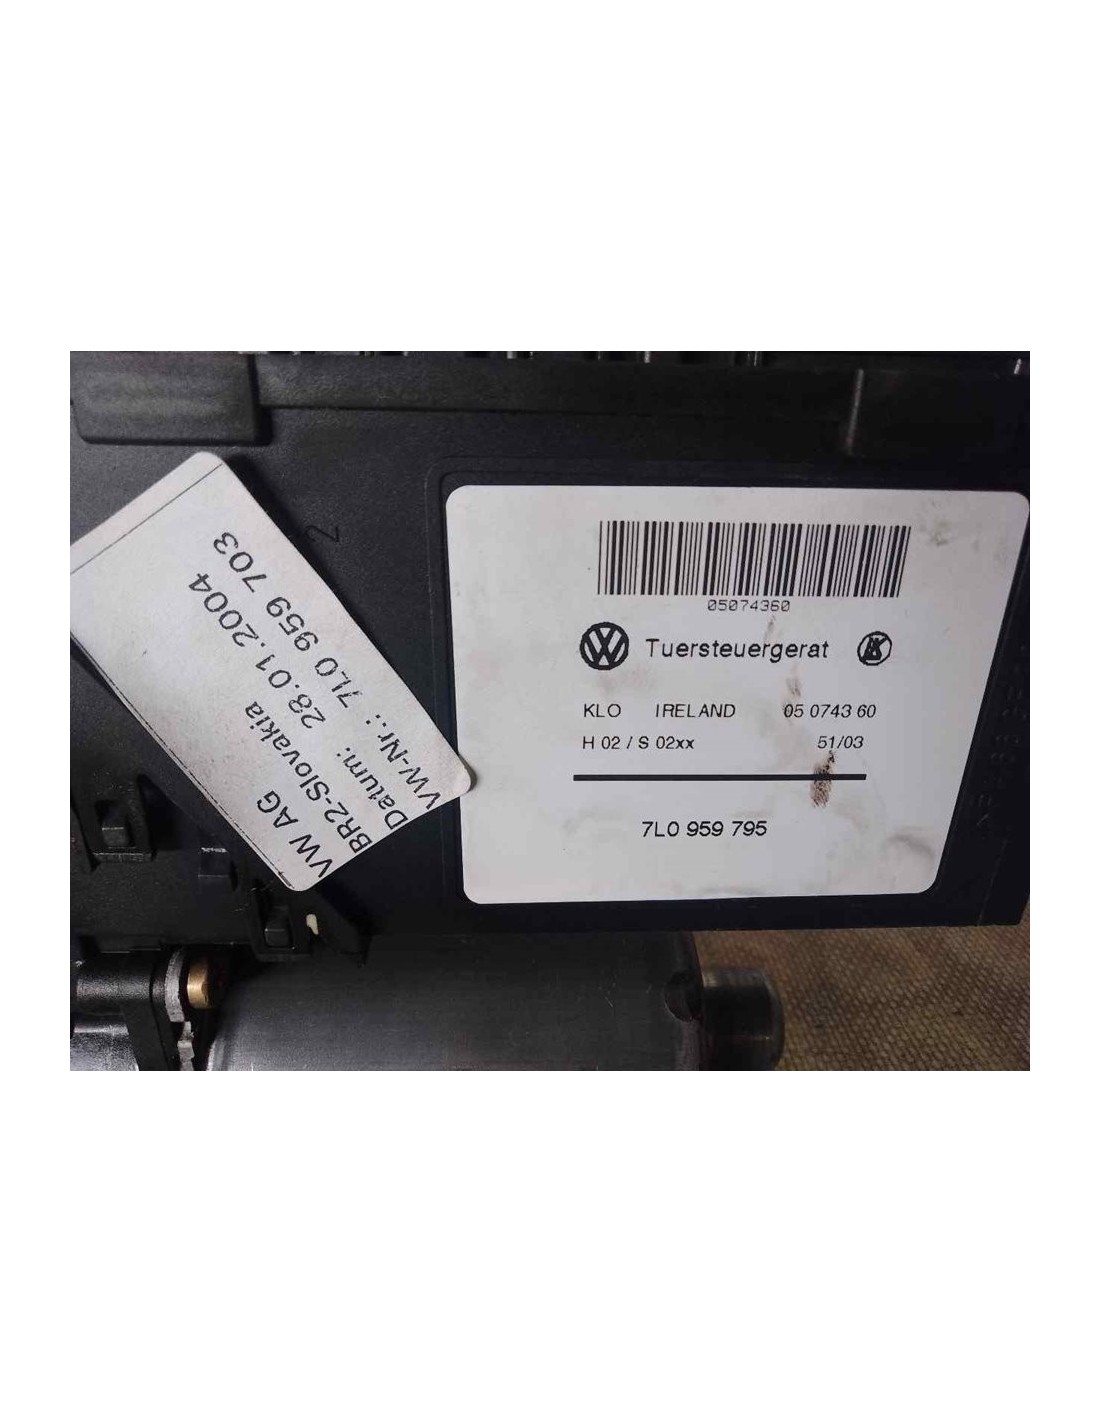 VW AG
BR2-Slovakia
Datum: 28.01.2004
VW-Nr.: 7L0 959 703
2
05074360
Tuersteuergerat
KLO IRELAND 05 0743 60
H 02 / S 02xx 51/03
7L0 959 795